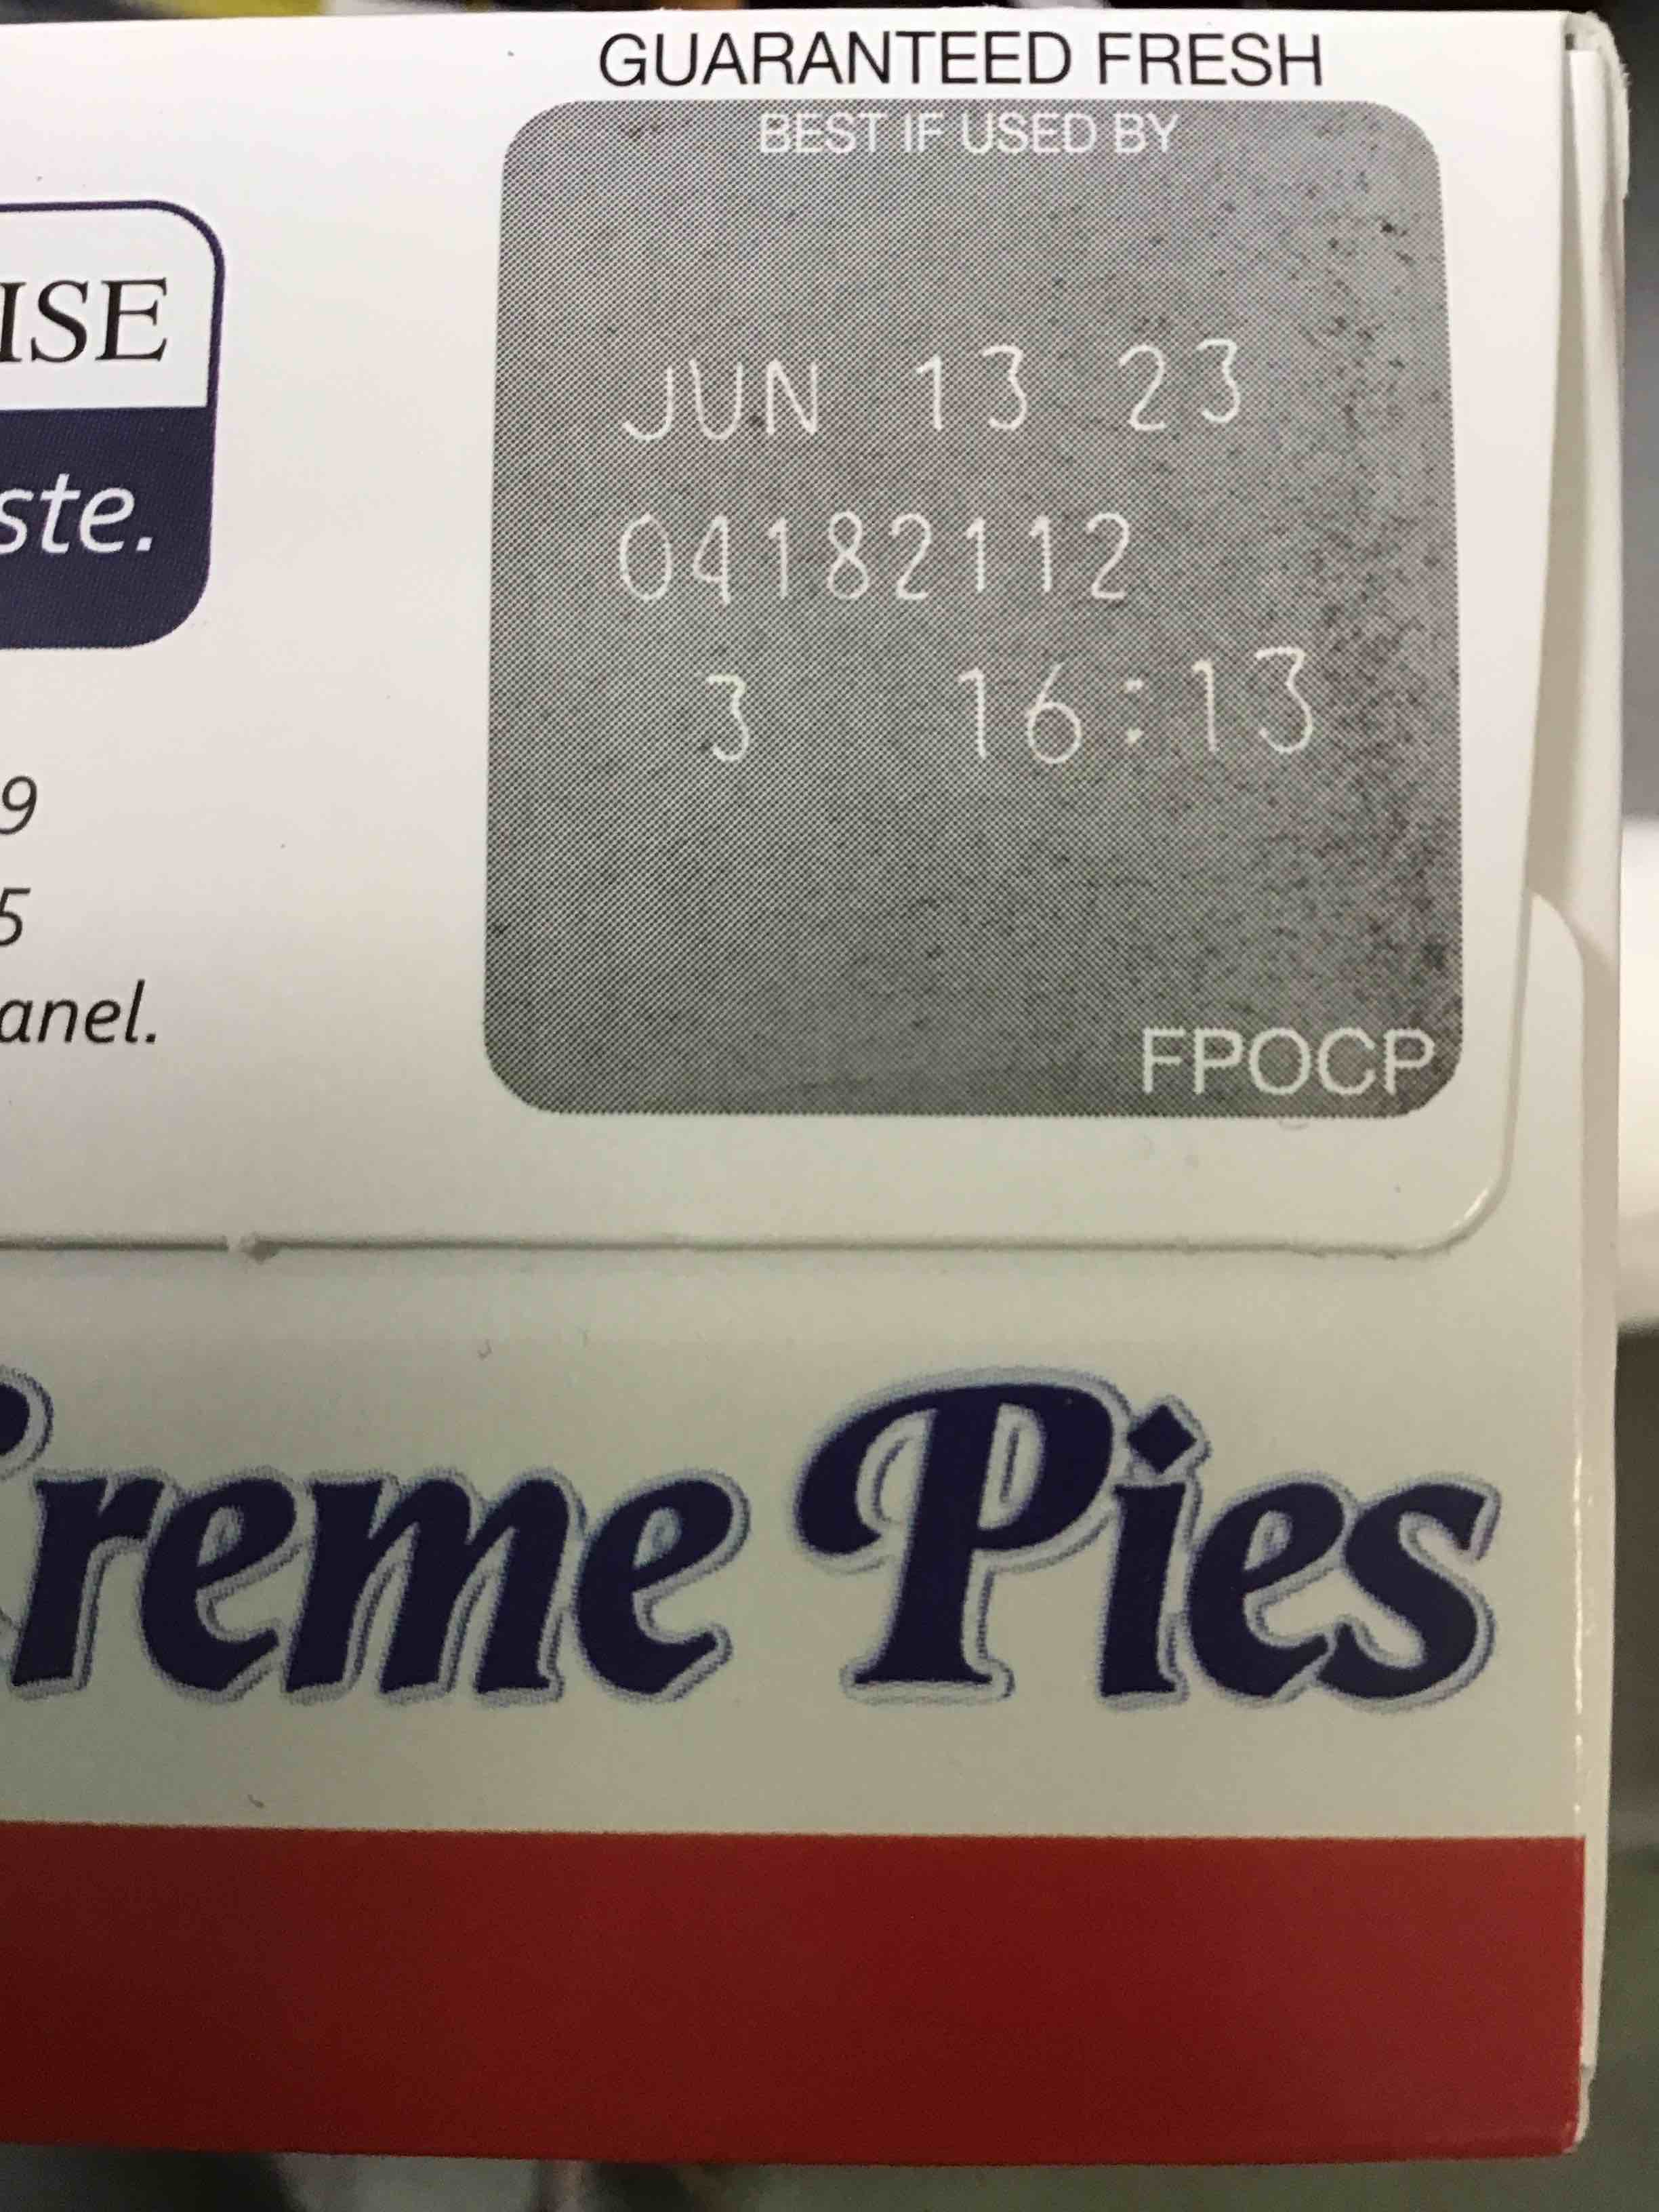 GUARANTEED FRESH
BEST IF USED BY
JUN 13 23
04182112
3 16:13
FPOCP
ISE
ste.
9
5
anel.
reme Pies